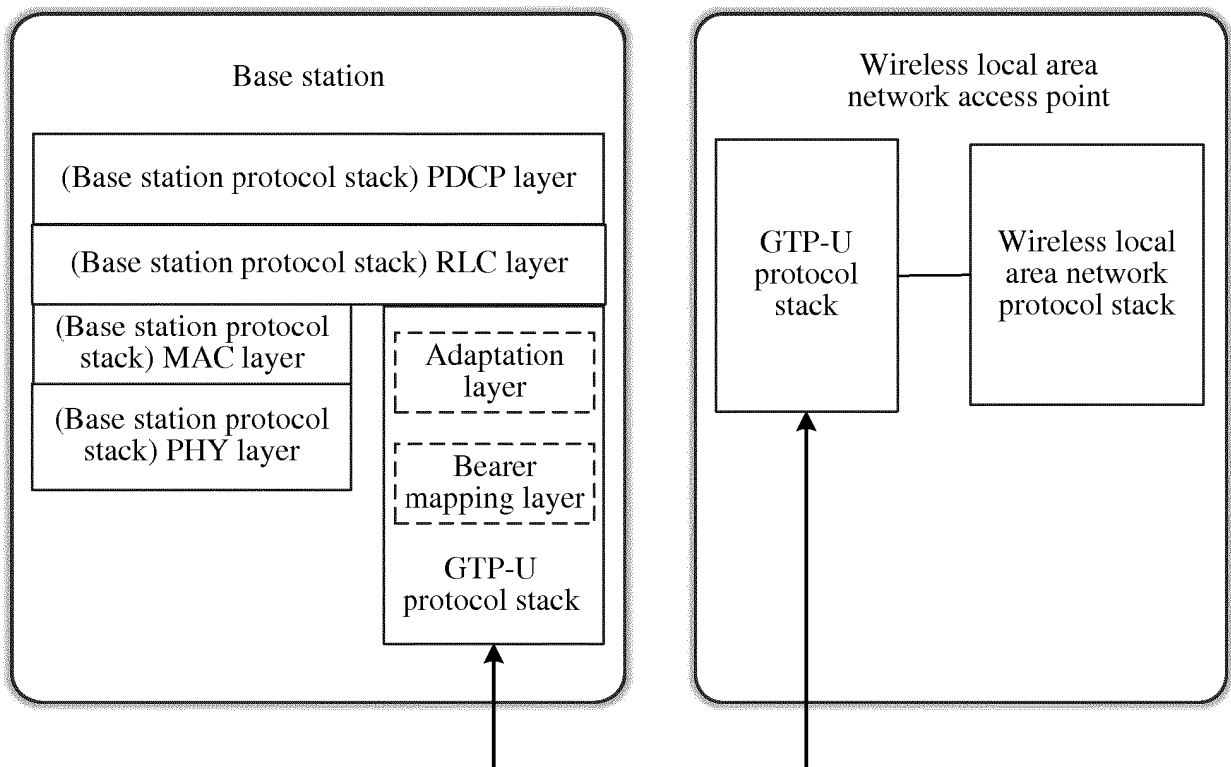 Base station
(Base station protocol stack) PDCP layer
(Base station protocol stack) RLC layer
(Base station protocol
stack) MAC layer
(Base station protocol
stack) PHY layer
Adaptation
layer
Bearer
mapping layer
GTP-U
protocol stack
Wireless local area
network access point
GTP-U
protocol
stack
Wireless local
area network
protocol stack